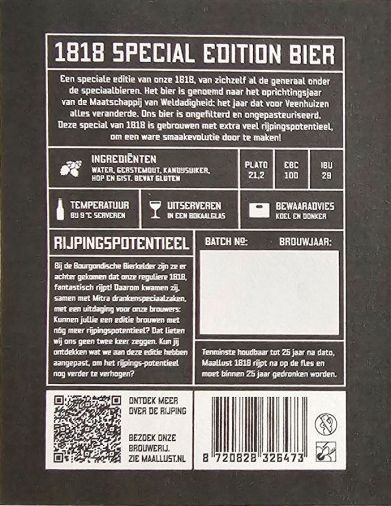 1818 SPECIAL EDITION BIER
Een speciale editie van onze 1818, van zichzelf al de generaal onder
de speciaalbieren. Het bier is genoemd naar het oprichtingsjaar
van de Maatschappij van Weldadigheid: het jaar dat voor Veenhuizen
alles veranderde. Ons bier is ongefilterd en ongepasteuriseerd.
Deze special van 1818 is gebrouwen met extra veel rijpingspotentieel,
om een ware smaakevolutie door te maken!
INGREDIËNTEN
WATER, GERSTEMOUT, KANDIJSUIKER,
HOP EN GIST. BEVAT GLUTEN
PLATO
21,2
EBC
100
IBU
29
TEMPERATUUR
BIJ 9°C SERVEREN
UITSERVEREN
IN EEN BOKAALGLAS
BEWAARADVIES
KOEL EN DONKER
RIJPINGSPOTENTIEEL
Bij de Bourgondische Bierkelder zijn ze er
achter gekomen dat onze reguliere 1818,
fantastisch rijpt! Daarom kwamen zij,
samen met Mitra drankenspeciaalzaken,
met een uitdaging voor onze brouwers:
Kunnen jullie een editie brouwen met
nóg meer rijpingspotentieel? Dat lieten
wij ons geen twee keer zeggen. Kun jij
ontdekken wat we aan deze editie hebben
aangepast, om het rijpings-potentieel
nog verder te verhogen?
BATCH No:
BROUWJAAR:
Tenminste houdbaar tot 25 jaar na dato,
Maallust 1818 rijpt na op de fles en
moet binnen 25 jaar gedronken worden.
ONTDEK MEER
OVER DE RIJPING
BEZOEK ONZE
BROUWERIJ.
ZIE MAALLUST.NL
8 720828 326473